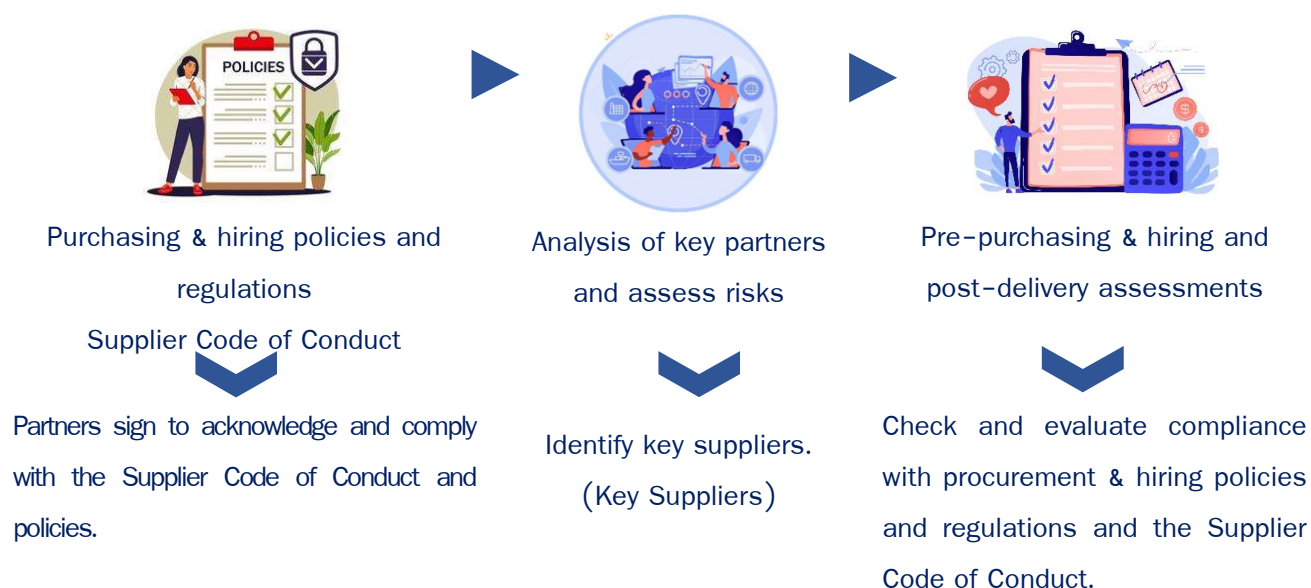 POLICIES
Purchasing & hiring policies and
regulations
Supplier Code of Conduct
Partners sign to acknowledge and comply
with the Supplier Code of Conduct and
policies.
Analysis of key partners
and assess risks
Identify key suppliers.
(Key Suppliers)
Pre-purchasing & hiring and
post-delivery assessments
Check and evaluate compliance
with procurement & hiring policies
and regulations and the Supplier
Code of Conduct.